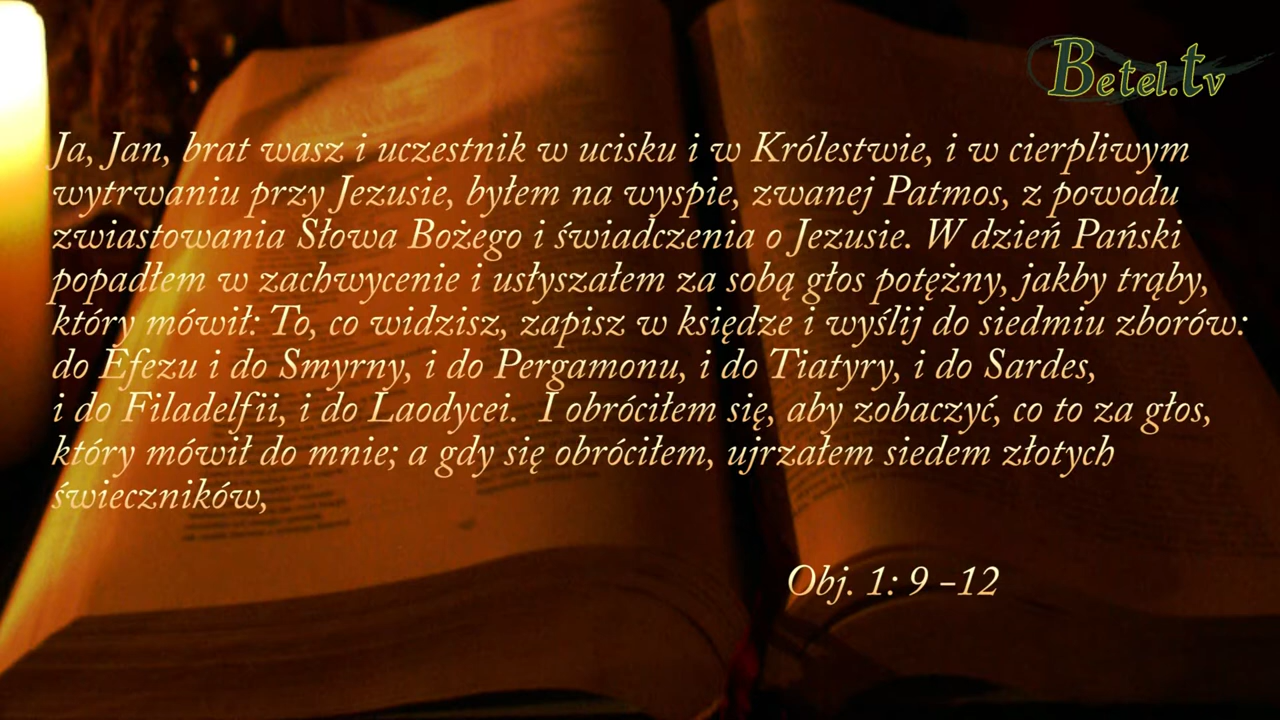 Betel.tv
Ja, Jan, brat wasz i uczestnik w ucisku i w Królestwie, i w cierpliwym
wytrwaniu przy Jezusie, byłem na wyspie, zwanej Patmos, z powodu
zwiastowania Słowa Bożego i świadczenia o Jezusie. W dzień Pański
popadłem w zachwycenie i usłyszałem za sobą głos potężny, jakby trąby,
który mówił: To, co widzisz, zapisz w księdze i wyślij do siedmiu zborów:
do Efezu i do Smyrny, i do Pergamonu, i do Tiatyry, i do Sardes,
i do Filadelfii, i do Laodycei. I obróciłem się, aby zobaczyć, co to za głos,
który mówił do mnie; a gdy się obróciłem, ujrzałem siedem złotych
świeczników,
Obj. 1: 9 -12